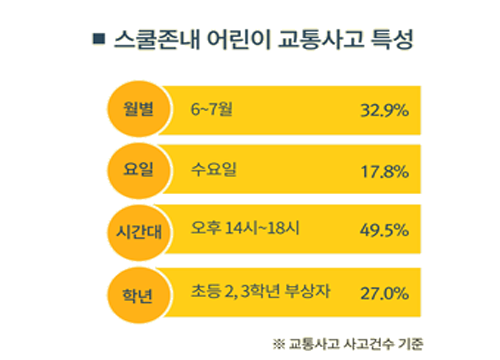 ■ 스쿨존내 어린이 교통사고 특성
월별 6~7월 32.9%
요일 수요일 17.8%
시간대 오후 14시~18시 49.5%
학년 초등 2, 3학년 부상자 27.0%
※ 교통사고 사고건수 기준